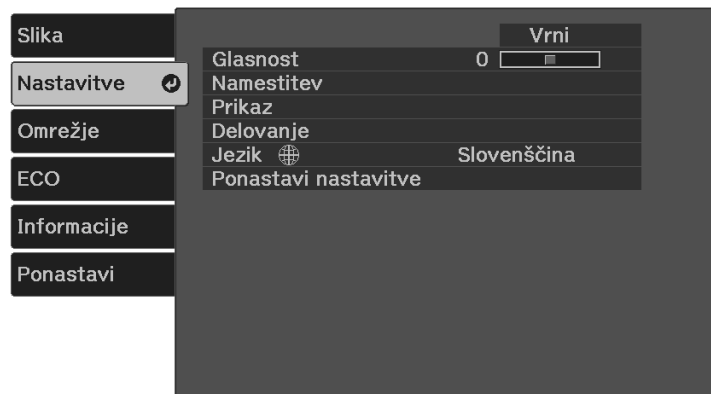 Slika
Nastavitve
Omrežje
ECO
Informacije
Ponastavi
Vrni
Glasnost 0
Namestitev
Prikaz
Delovanje
Jezik Slovenščina
Ponastavi nastavitve